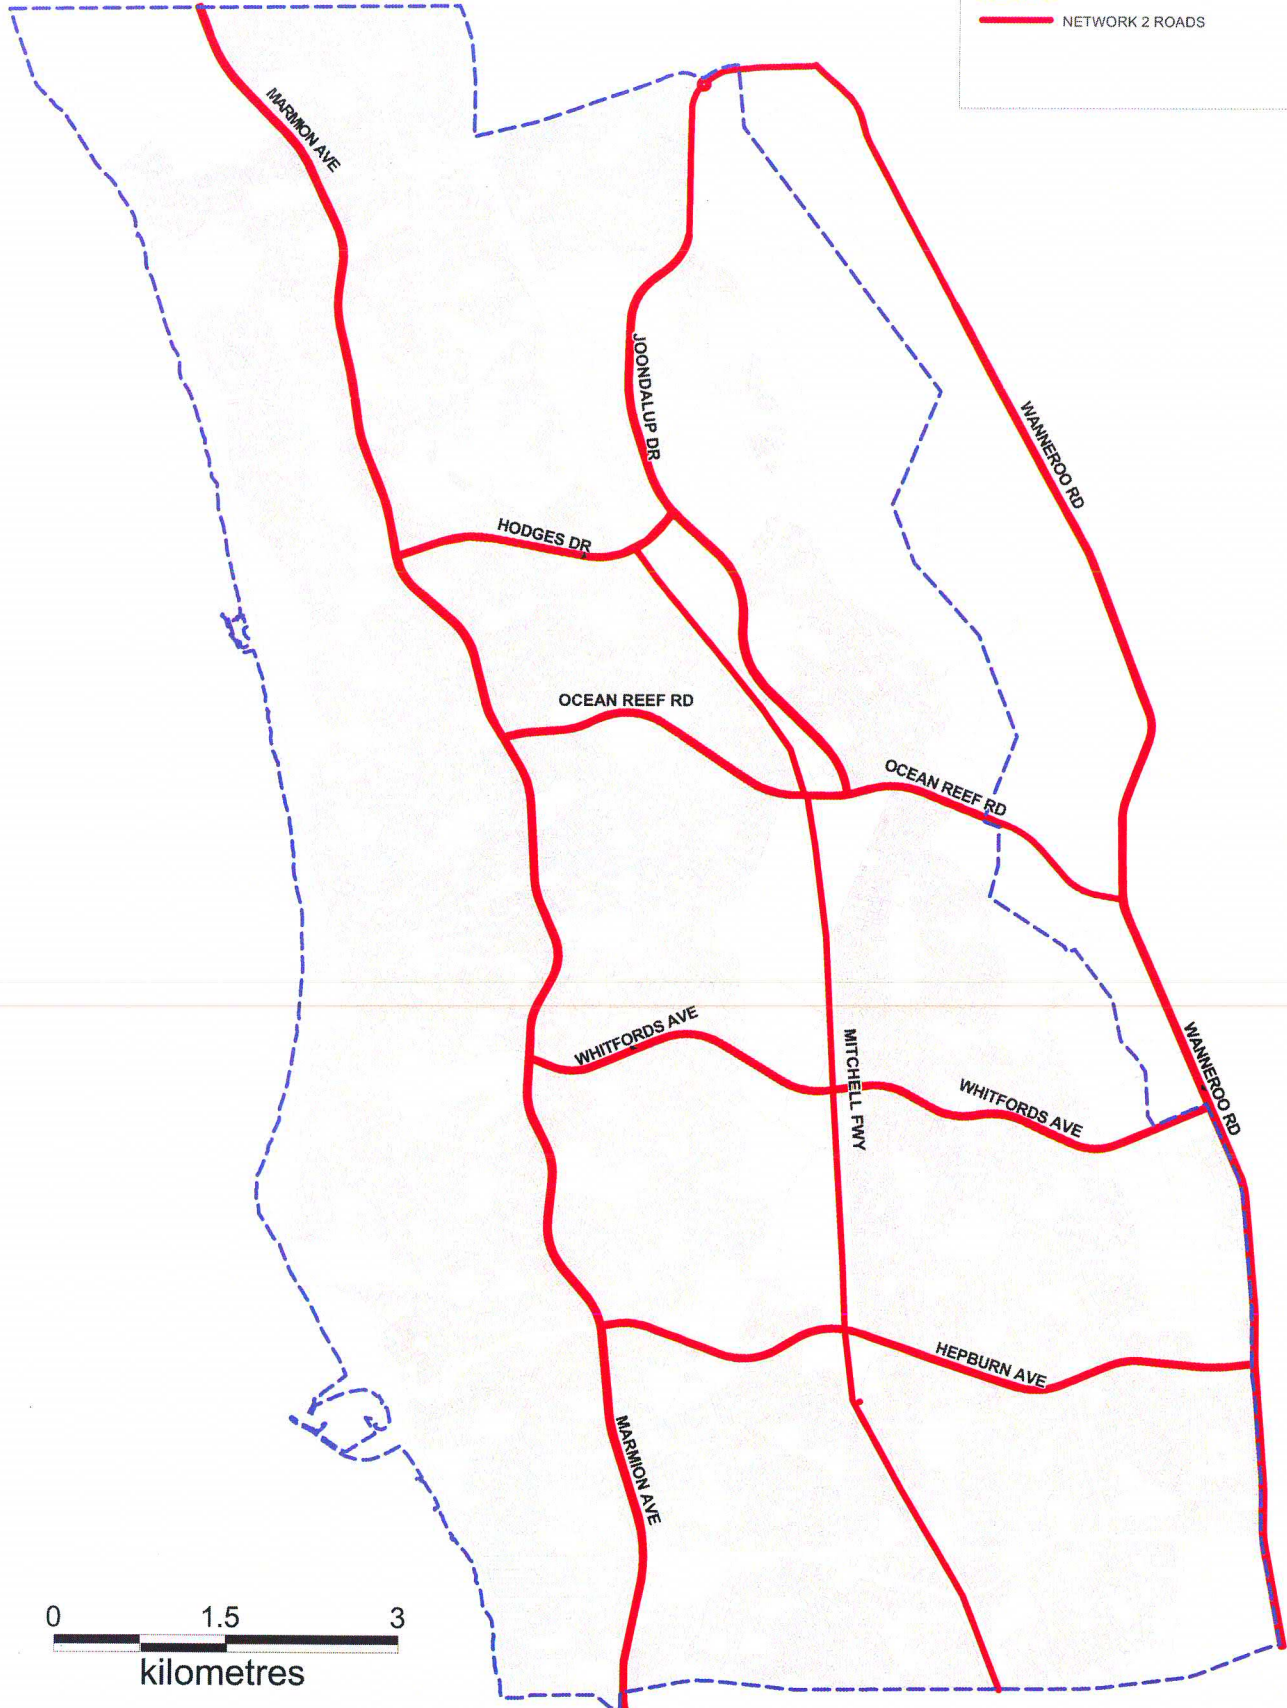 NETWORK 2 ROADS
MARMION AVE
JOONDALUP DR
WANNEROO RD
HODGES DR
OCEAN REEF RD
OCEAN REEF RD
WHITFORDS AVE
MITCHELL FWY
WHITFORDS AVE
WANNEROO RD
HEPBURN AVE
MARMION AVE
0 1.5 3
kilometres